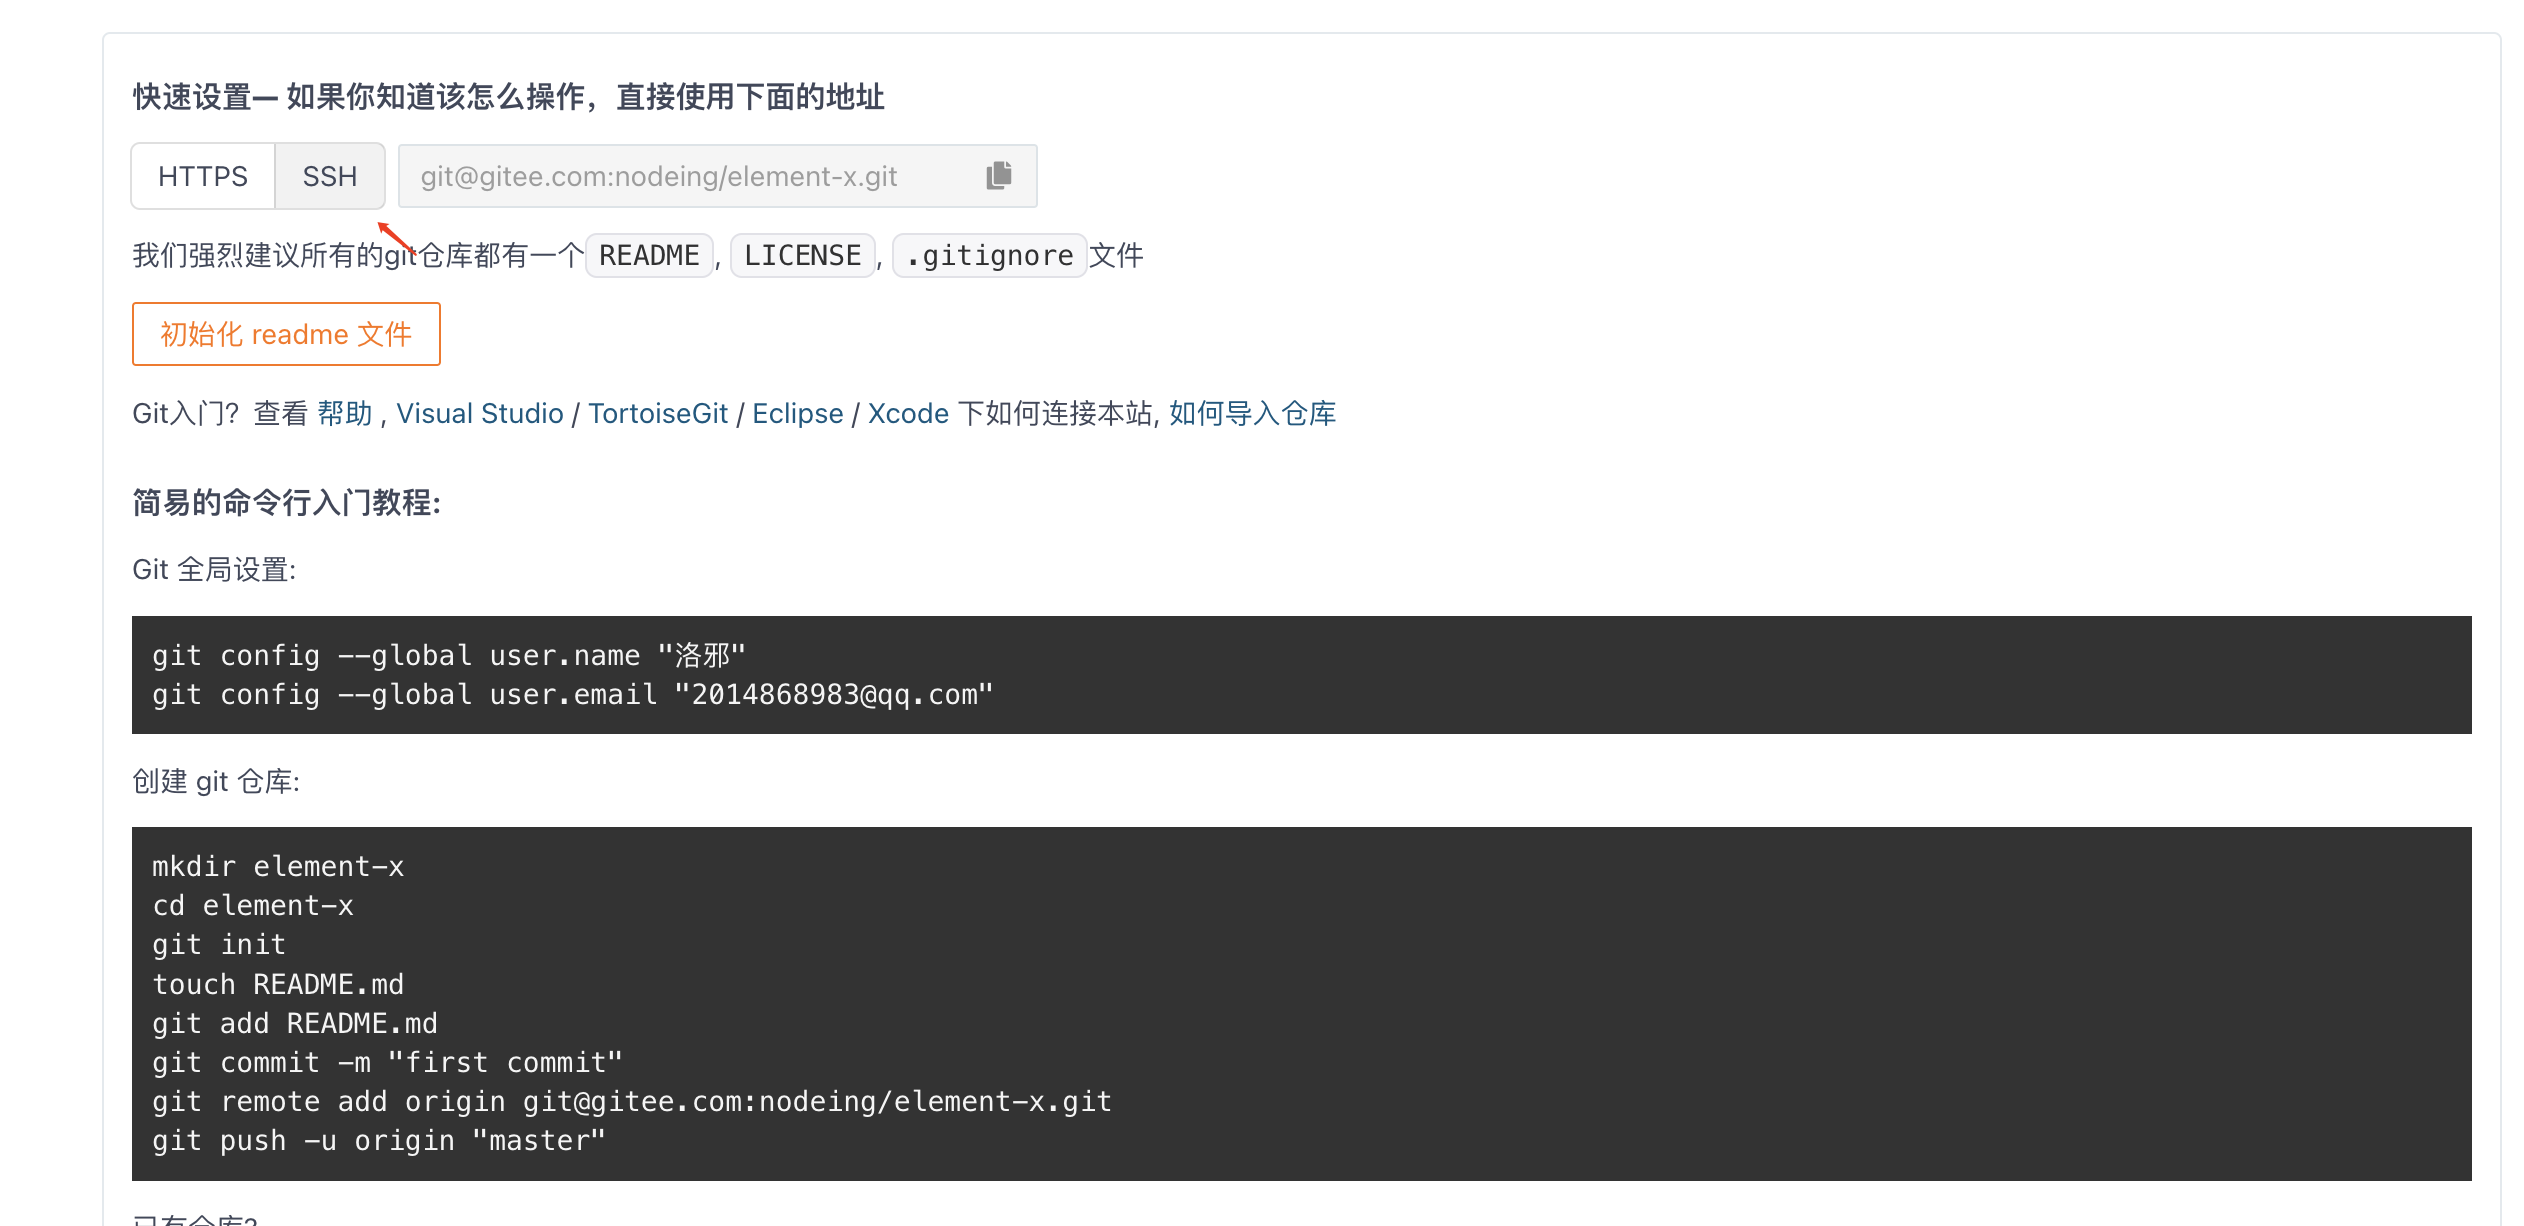 快速设置— 如果你知道该怎么操作，直接使用下面的地址
HTTPS SSH git@gitee.com:nodeing/element-x.git
我们强烈建议所有的git仓库都有一个 README, LICENSE, .gitignore 文件
初始化 readme 文件
Git入门？查看 帮助 , Visual Studio / TortoiseGit / Eclipse / Xcode 下如何连接本站, 如何导入仓库
简易的命令行入门教程:
Git 全局设置:
git config --global user.name "洛邪"
git config --global user.email "2014868983@qq.com"
创建 git 仓库:
mkdir element-x
cd element-x
git init
touch README.md
git add README.md
git commit -m "first commit"
git remote add origin git@gitee.com:nodeing/element-x.git
git push -u origin "master"
已有仓库?